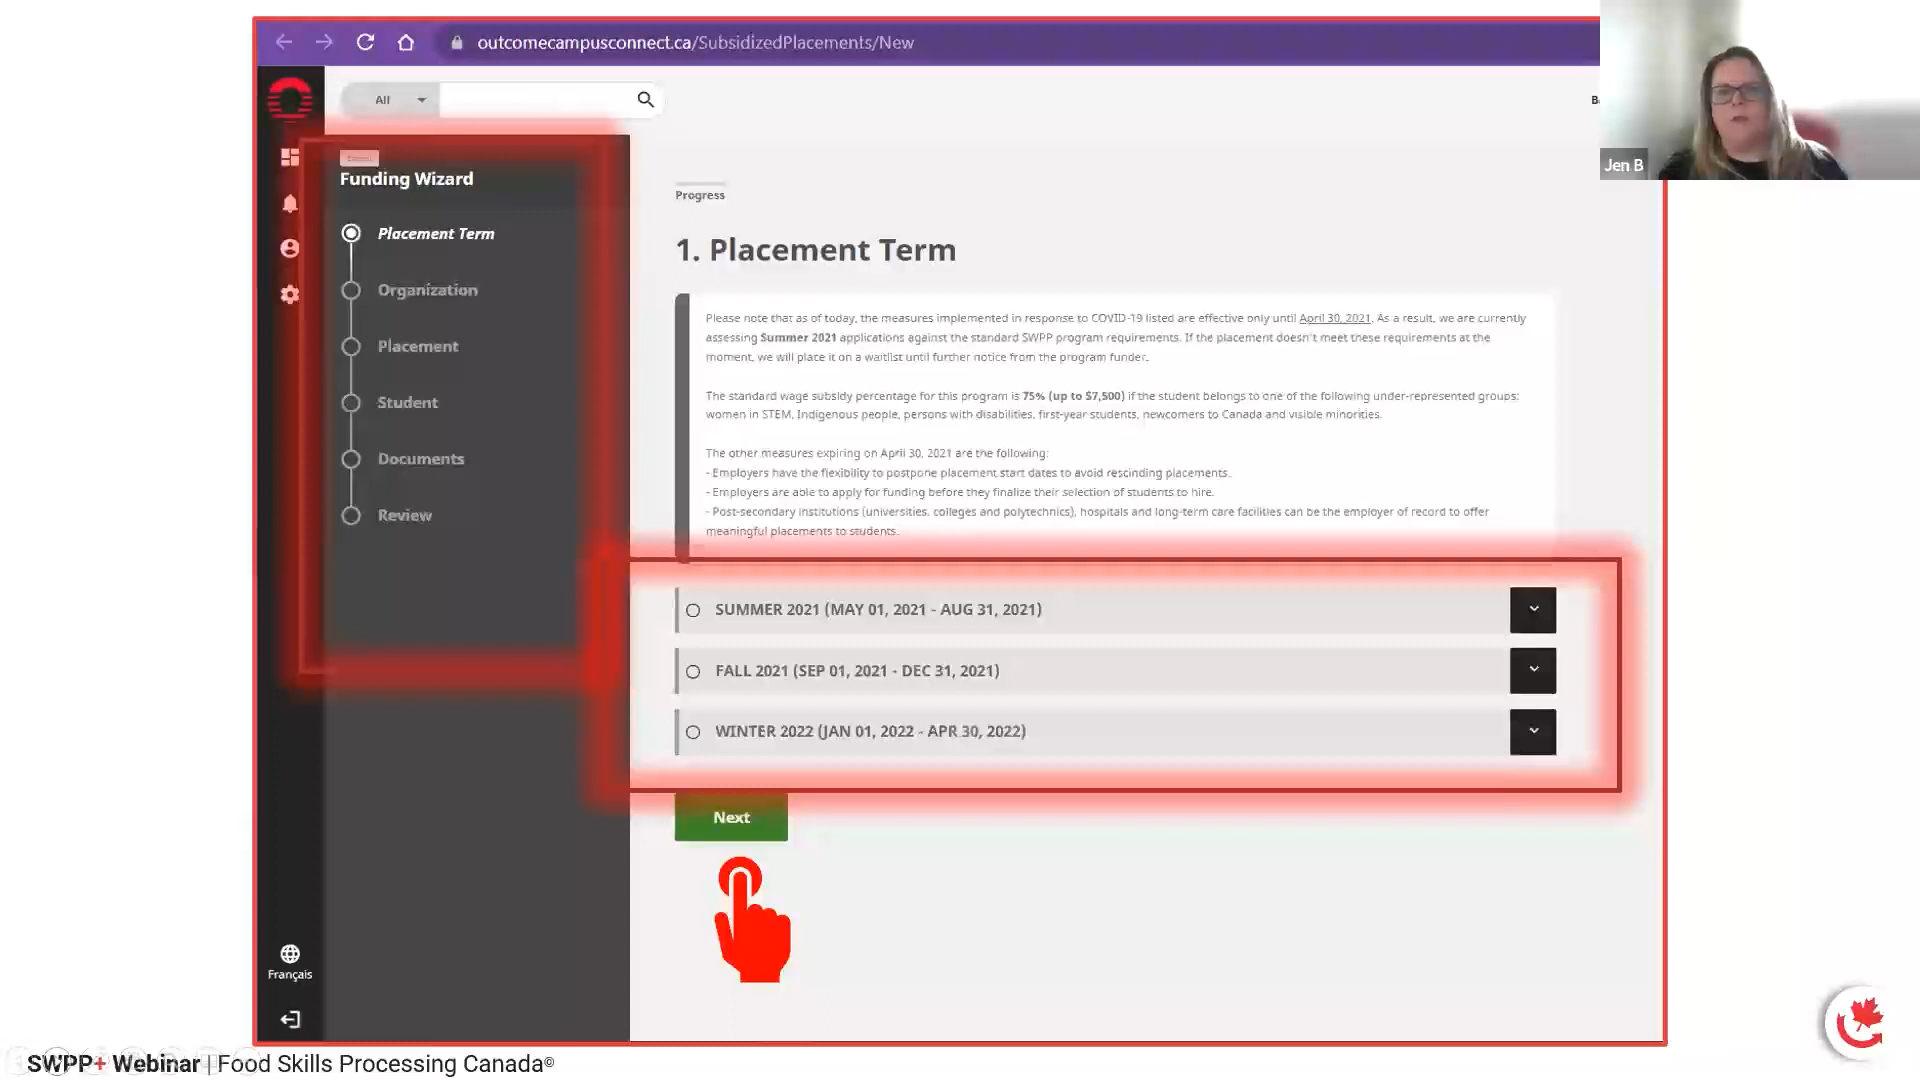 outcomecampusconnect.ca/SubsidizedPlacements/New
All
Jen B
Funding Wizard
Placement Term
Organization
Placement
Student
Documents
Review
Français
Progress
1. Placement Term
Please note that as of today, the measures implemented in response to COVID-19 listed are effective only until April 30, 2021. As a result, we are currently
assessing Summer 2021 applications against the standard SWPP program requirements. If the placement doesn't meet these requirements at the
moment, we will place it on a waitlist until further notice from the program funder.
The standard wage subsidy percentage for this program is 75% (up to $7,500) if the student belongs to one of the following under-represented groups:
women in STEM, Indigenous people, persons with disabilities, first-year students, newcomers to Canada and visible minorities.
The other measures expiring on April 30, 2021 are the following:
- Employers have the flexibility to postpone placement start dates to avoid rescinding placements.
- Employers are able to apply for funding before they finalize their selection of students to hire.
- Post-secondary institutions (universities, colleges and polytechnics), hospitals and long-term care facilities can be the employer of record to offer
meaningful placements to students.
SUMMER 2021 (MAY 01, 2021 - AUG 31, 2021)
FALL 2021 (SEP 01, 2021 - DEC 31, 2021)
WINTER 2022 (JAN 01, 2022 - APR 30, 2022)
Next
SWPP+ Webinar | Food Skills Processing Canada©